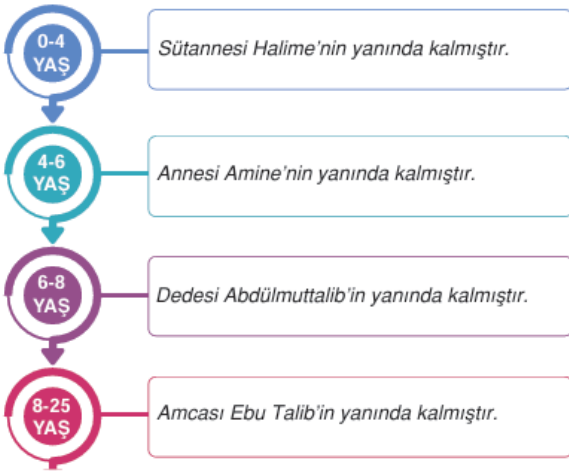 0-4
YAŞ
Sütannesi Halime’nin yanında kalmıştır.
4-6
YAŞ
Annesi Amine’nin yanında kalmıştır.
6-8
YAŞ
Dedesi Abdülmuttalib’in yanında kalmıştır.
8-25
YAŞ
Amcası Ebu Talib’in yanında kalmıştır.